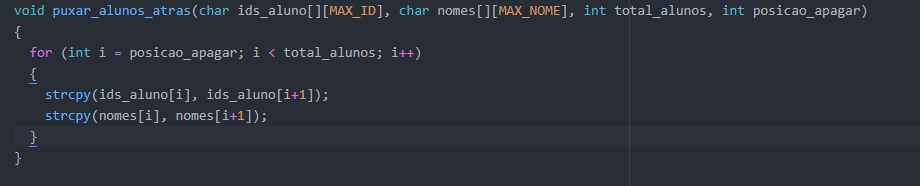 void puxar_alunos_atras(char ids_aluno[][MAX_ID], char nomes[][MAX_NOME], int total_alunos, int posicao_apagar)
{
  for (int i = posicao_apagar; i < total_alunos; i++)
  {
    strcpy(ids_aluno[i], ids_aluno[i+1]);
    strcpy(nomes[i], nomes[i+1]);
  }
}